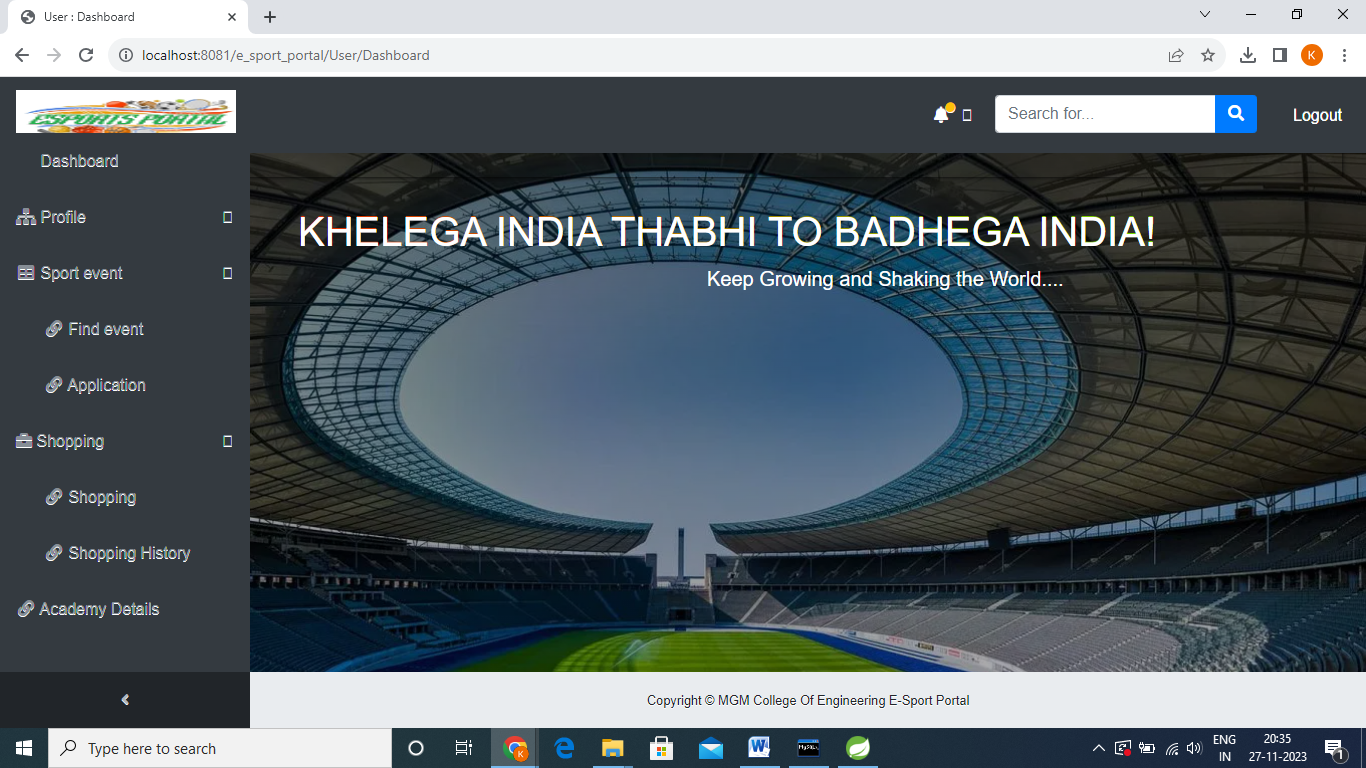 User : Dashboard
localhost:8081/e_sport_portal/User/Dashboard
K
ESPORTS PORTAL
Search for...
Logout
Dashboard
Profile
Sport event
Find event
Application
Shopping
Shopping
Shopping History
Academy Details
KHELEGA INDIA THABHI TO BADHEGA INDIA!
Keep Growing and Shaking the World....
Copyright © MGM College Of Engineering E-Sport Portal
Type here to search
K
W
MySQL
ENG
IN
20:35
27-11-2023
1